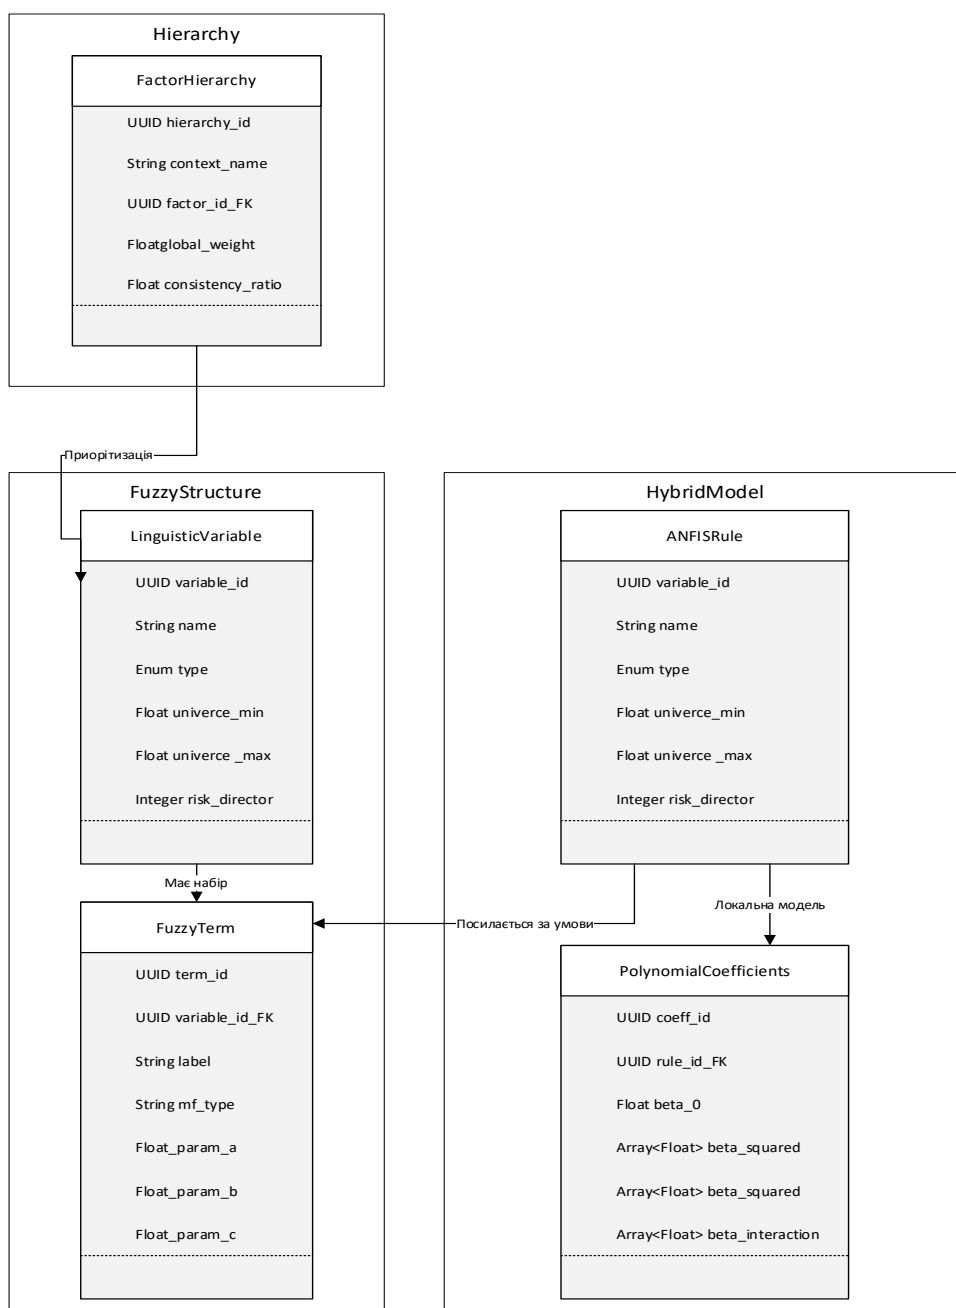 Hierarchy
FactorHierarchy
UUID hierarchy_id
String context_name
UUID factor_id_FK
Floatglobal_weight
Float consistency_ratio
Приорітизація
FuzzyStructure
LinguisticVariable
UUID variable_id
String name
Enum type
Float univerce_min
Float univerce _max
Integer risk_director
Має набір
FuzzyTerm
UUID term_id
UUID variable_id_FK
String label
String mf_type
Float_param_a
Float_param_b
Float_param_c
HybridModel
ANFISRule
UUID variable_id
String name
Enum type
Float univerce_min
Float univerce _max
Integer risk_director
Посилається за умови
Локальна модель
PolynomialCoefficients
UUID coeff_id
UUID rule_id_FK
Float beta_0
Array<Float> beta_squared
Array<Float> beta_squared
Array<Float> beta_interaction